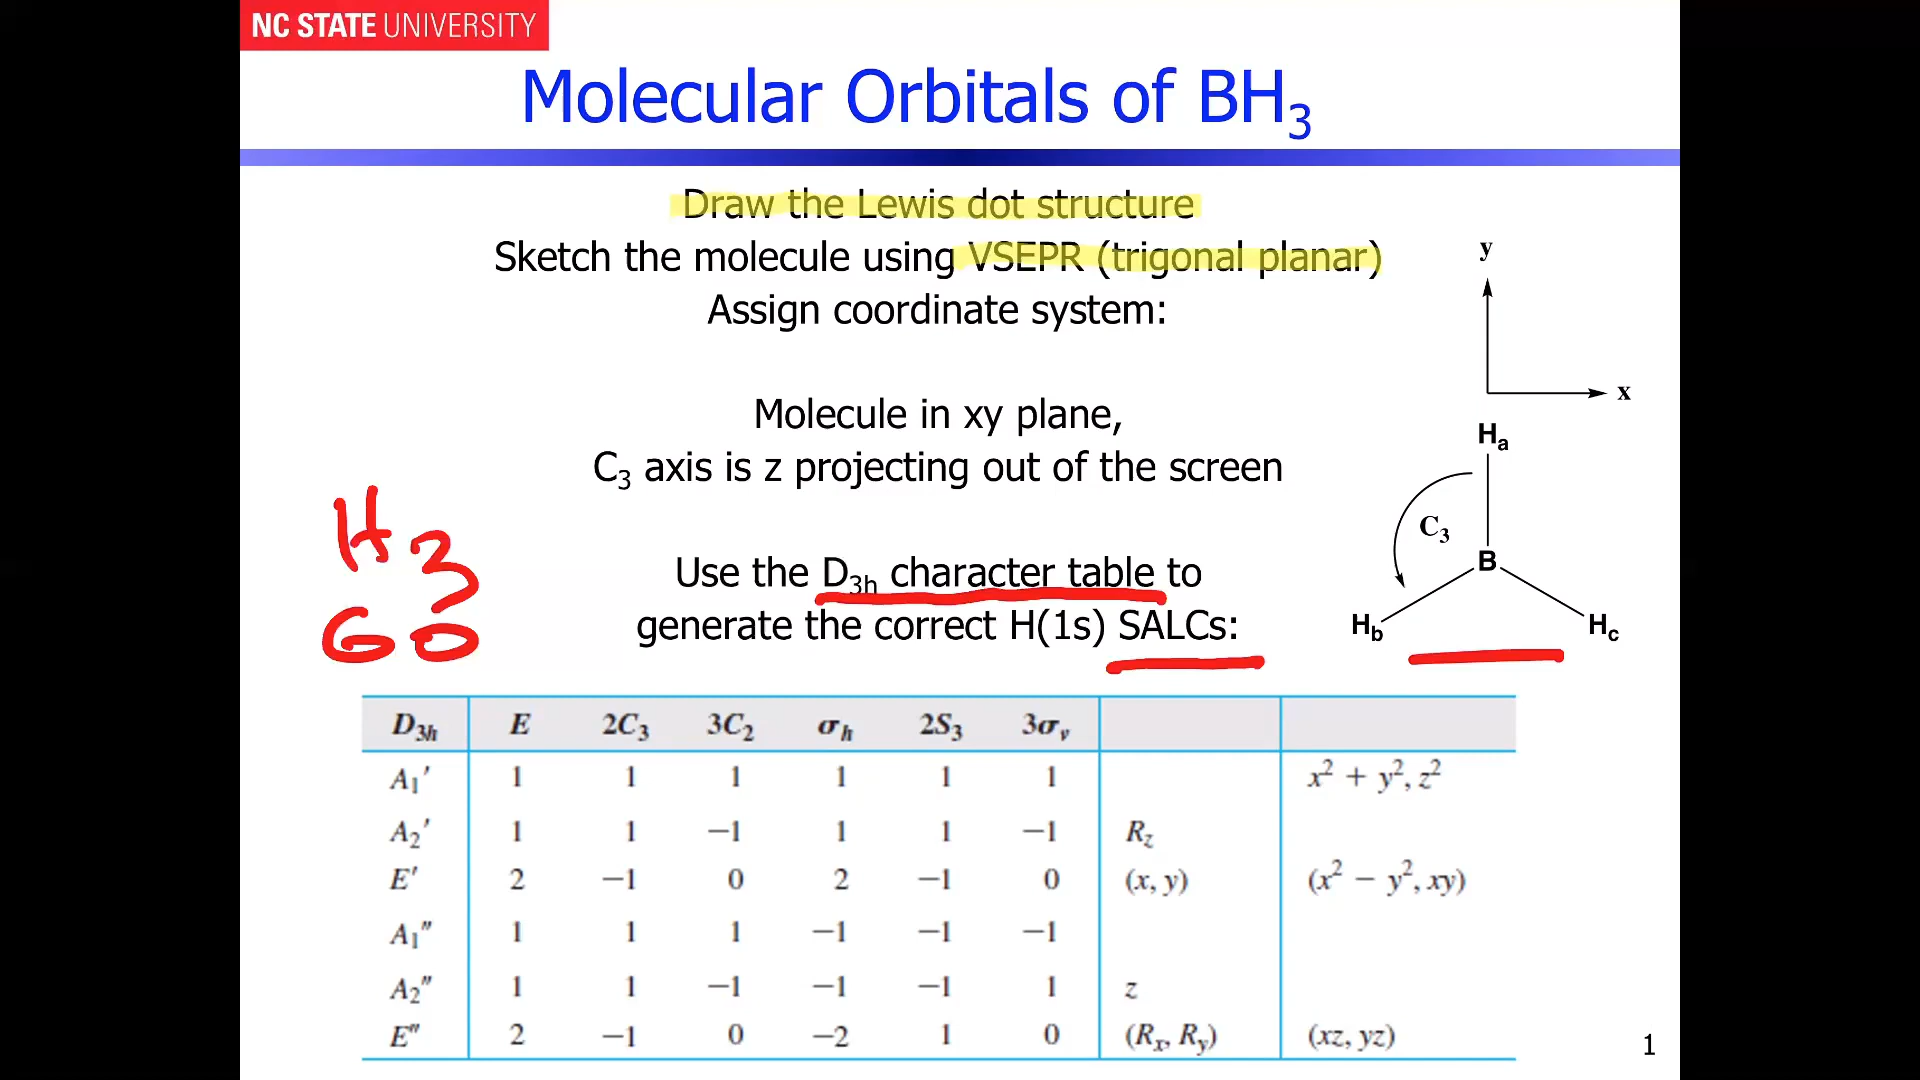 NC STATE UNIVERSITY
Molecular Orbitals of BH₃
Draw the Lewis dot structure
Sketch the molecule using VSEPR (trigonal planar)
Assign coordinate system:
y
x
Molecule in xy plane,
C₃ axis is z projecting out of the screen
Hₐ
C₃
B
H_b
H_c
H 3
G O
Use the D₃ₕ character table to
generate the correct H(1s) SALCs:
D₃ₕ E 2C₃ 3C₂ σₕ 2S₃ 3σᵥ
A₁′ 1 1 1 1 1 1 x² + y², z²
A₂′ 1 1 −1 1 1 −1 R_z
E′ 2 −1 0 2 −1 0 (x, y) (x² − y², xy)
A₁″ 1 1 1 −1 −1 −1
A₂″ 1 1 −1 −1 −1 1 z
E″ 2 −1 0 −2 1 0 (Rₓ, R_y) (xz, yz)
1